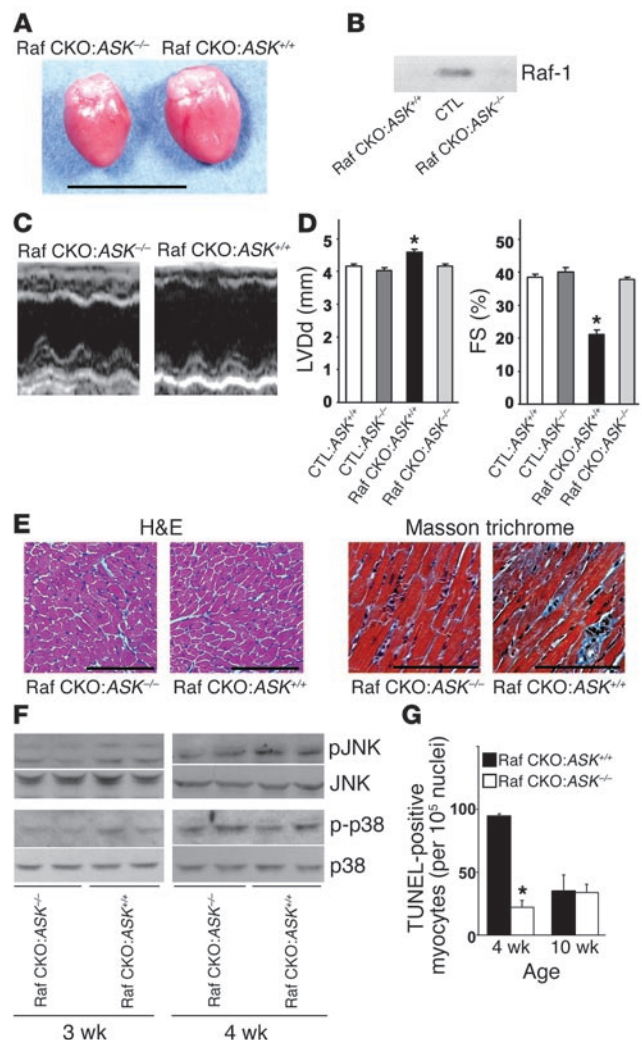 A
Raf CKO:ASK–/– Raf CKO:ASK+/+
B
Raf-1
Raf CKO:ASK+/+
CTL
Raf CKO:ASK–/–
C
Raf CKO:ASK–/– Raf CKO:ASK+/+
D
LVDd (mm)
5
4
3
2
1
0
*
CTL:ASK+/+
CTL:ASK–/–
Raf CKO:ASK+/+
Raf CKO:ASK–/–
FS (%)
50
40
30
20
10
0
*
CTL:ASK+/+
CTL:ASK–/–
Raf CKO:ASK+/+
Raf CKO:ASK–/–
E
H&E
Masson trichrome
Raf CKO:ASK–/– Raf CKO:ASK+/+
Raf CKO:ASK–/– Raf CKO:ASK+/+
F
pJNK
JNK
p-p38
p38
Raf CKO:ASK–/–
Raf CKO:ASK+/+
Raf CKO:ASK–/–
Raf CKO:ASK+/+
3 wk
4 wk
G
Raf CKO:ASK+/+
Raf CKO:ASK–/–
TUNEL-positive
myocytes (per 10⁵ nuclei)
100
50
0
*
4 wk 10 wk
Age